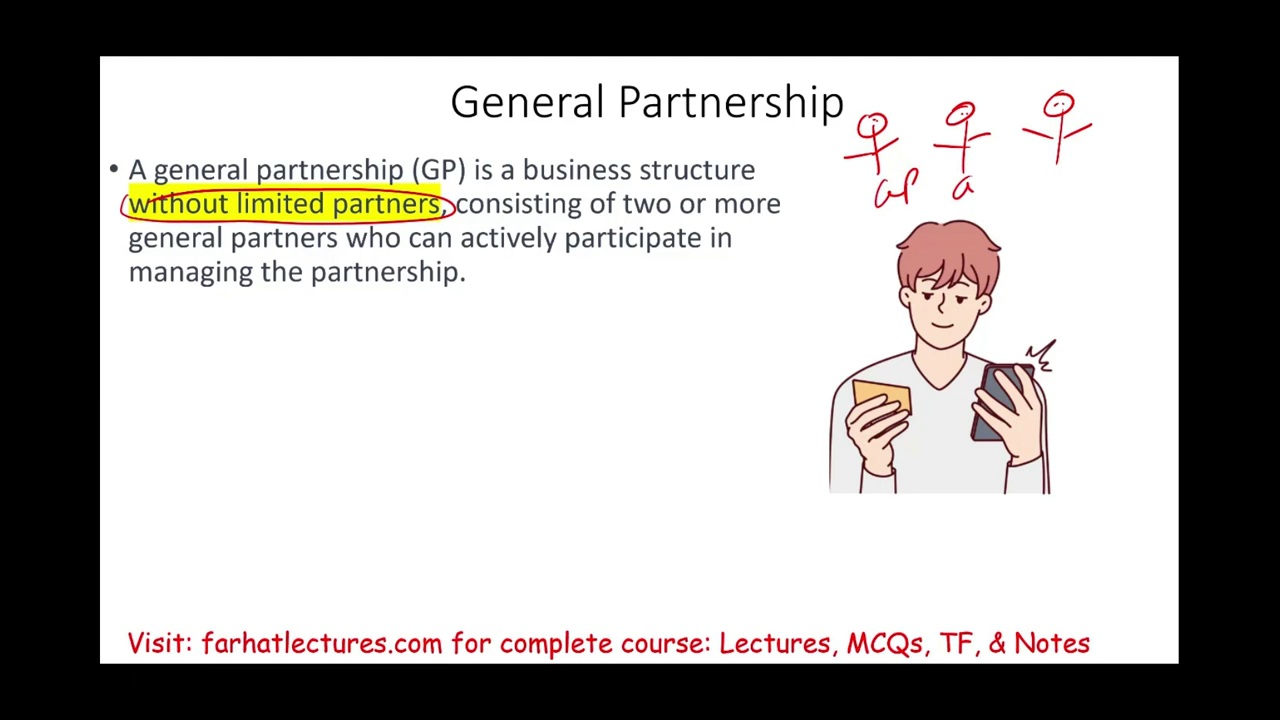 General Partnership
• A general partnership (GP) is a business structure
without limited partners, consisting of two or more
general partners who can actively participate in
managing the partnership.
GP G
Visit: farhatlectures.com for complete course: Lectures, MCQs, TF, & Notes